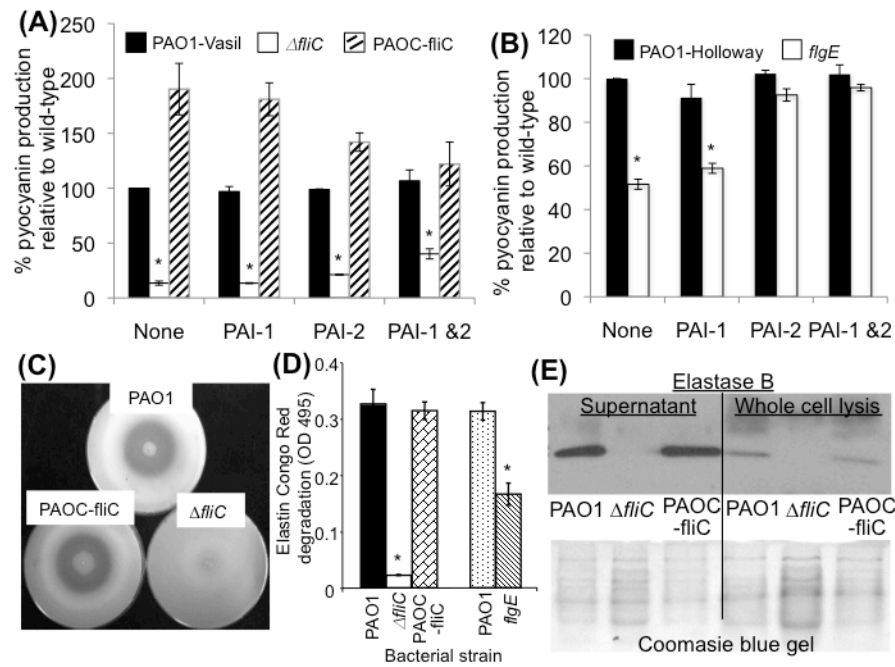 (A)
250
200
150
100
50
0
% pyocyanin production
relative to wild-type
PAO1-Vasil
ΔfliC
PAOC-fliC
*
*
*
*
None
PAI-1
PAI-2
PAI-1 &2
(B)
120
100
80
60
40
20
0
% pyocyanin production
relative to wild-type
PAO1-Holloway
flgE
*
*
None
PAI-1
PAI-2
PAI-1 &2
(C)
PAO1
PAOC-fliC
ΔfliC
(D)
0.4
0.3
0.2
0.1
0
Elastin Congo Red
degradation (OD 495)
*
*
PAO1
ΔfliC
PAOC
-fliC
PAO1
flgE
Bacterial strain
(E)
Elastase B
Supernatant
Whole cell lysis
PAO1 ΔfliC PAOC
-fliC
PAO1 ΔfliC PAOC
-fliC
Coomasie blue gel